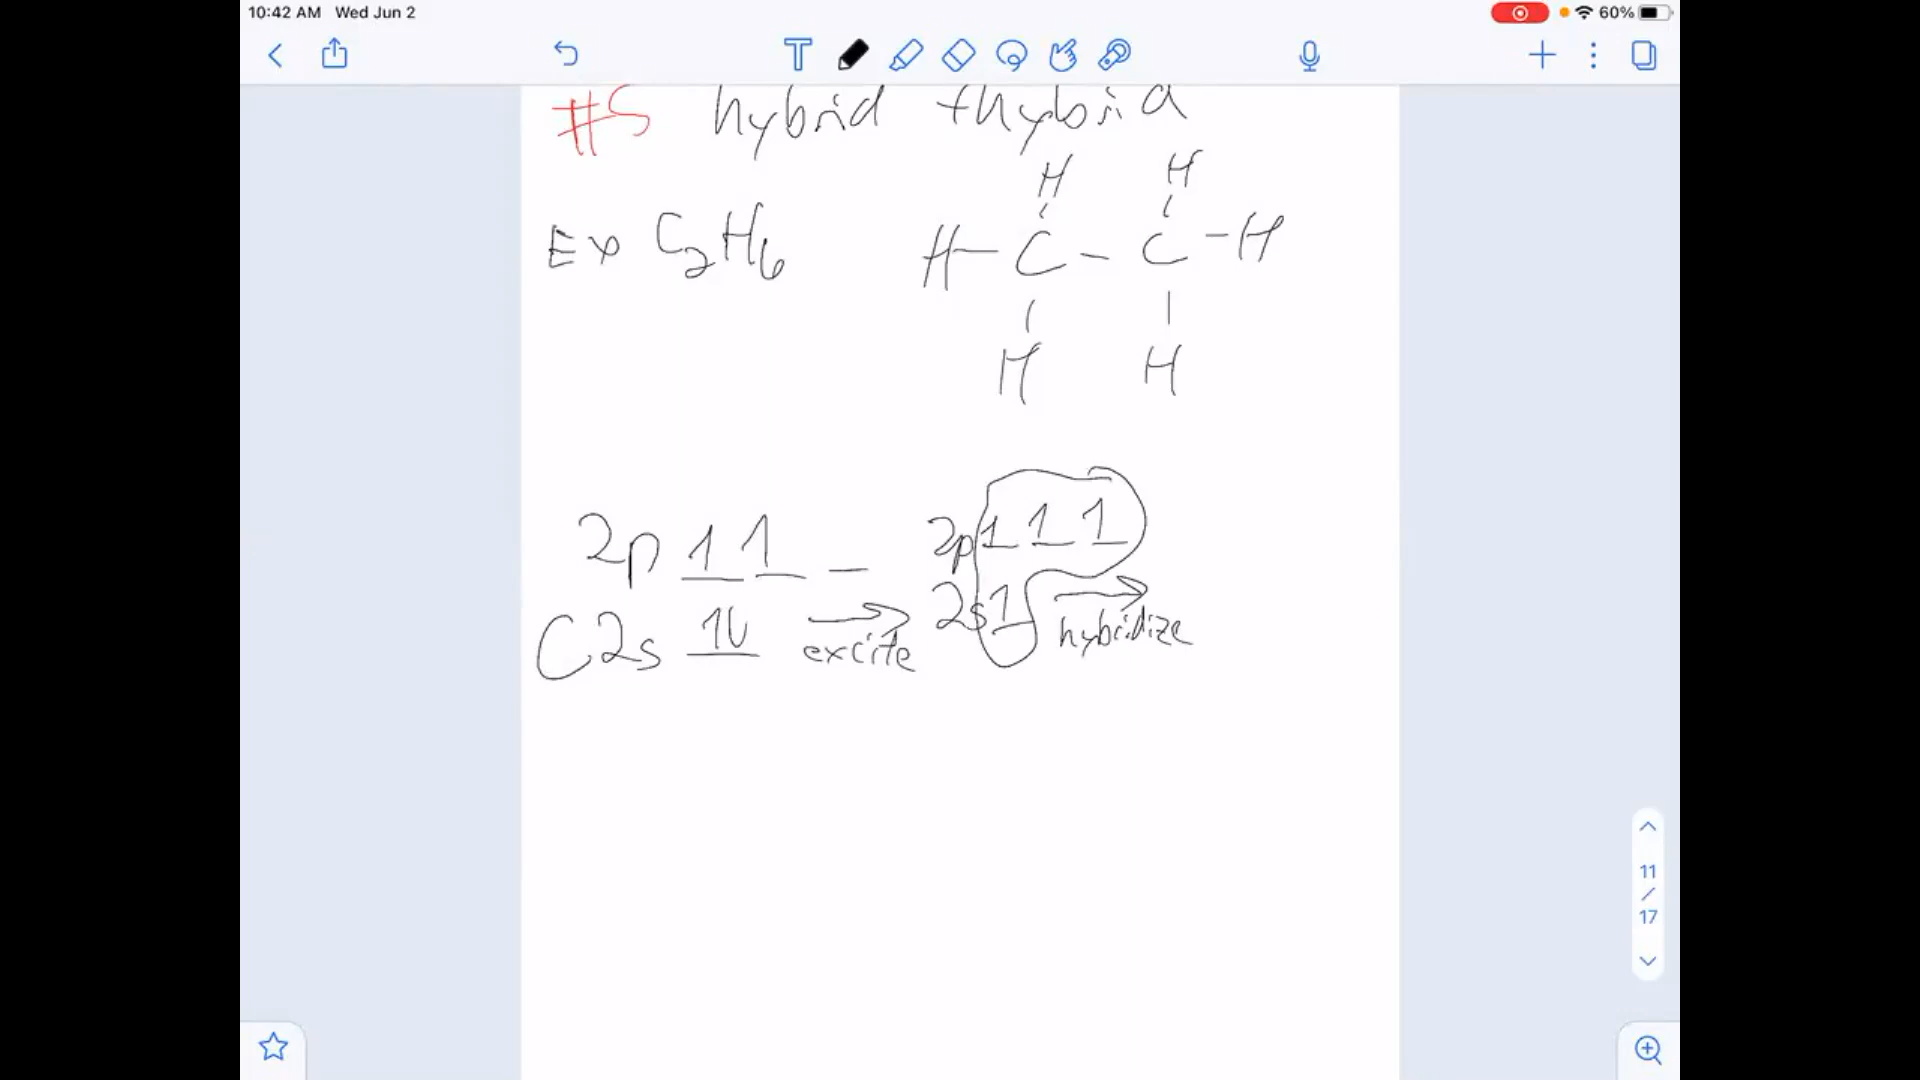 10:42 AM Wed Jun 2
60%
#5 hybrid + hybrid
Ex C₂H₆
H H
H - C - C - H
H H
2p 1 1 _ 2p 1 1 1
C 2s 1l → excite 2s 1 → hybridize
11
/
17